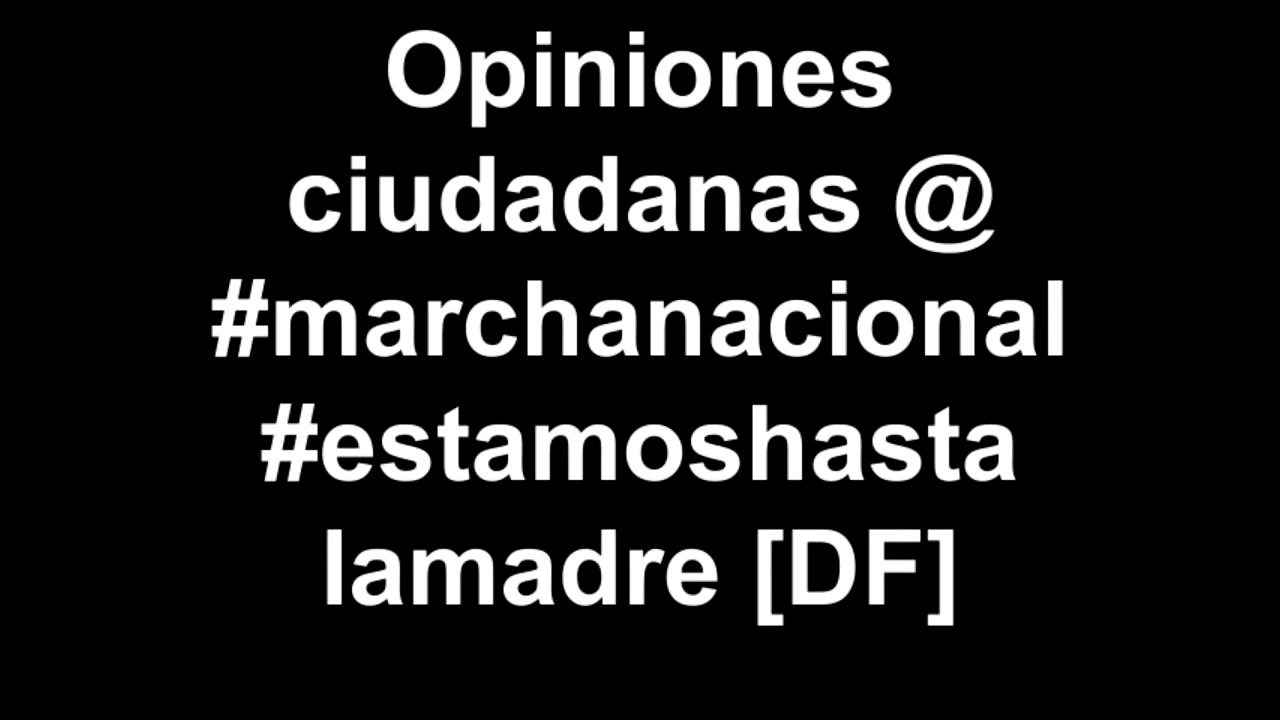 Opiniones
ciudadanas @
#marchanacional
#estamoshasta
lamadre [DF]